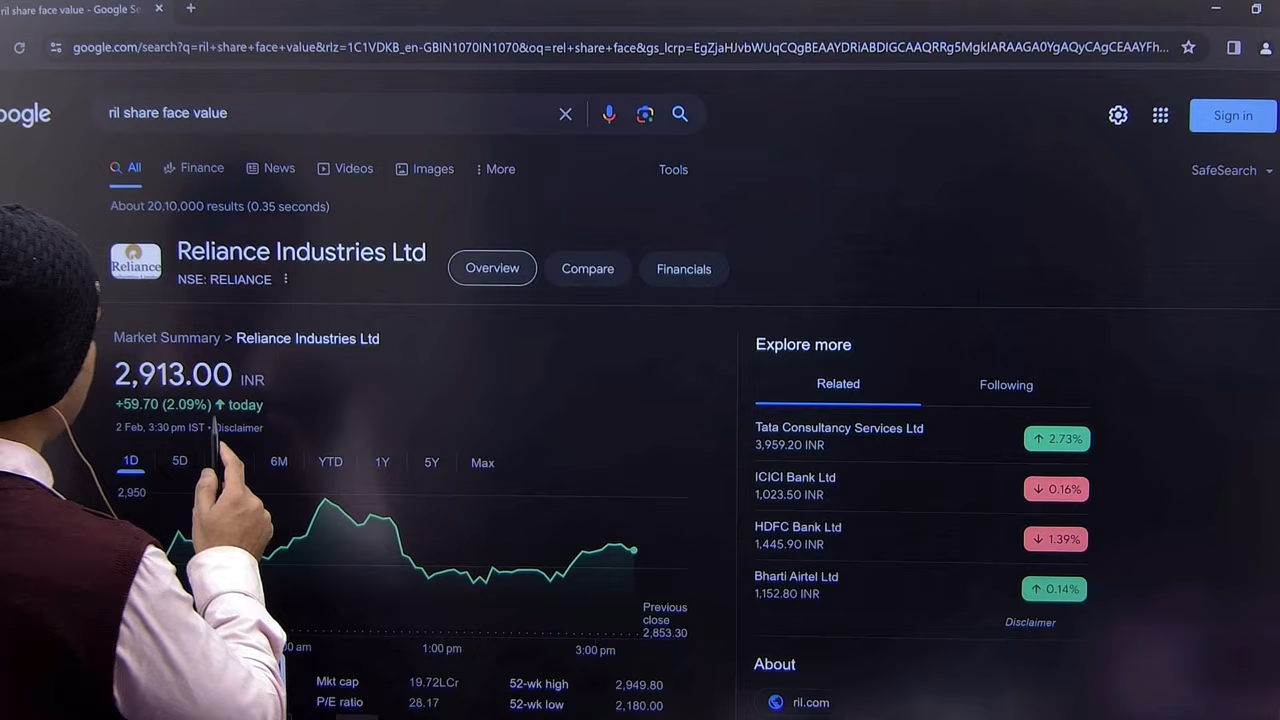 ril share face value - Google Se
google.com/search?q=ril+share+face+value&rlz=1C1VDKB_en-GBIN1070IN1070&oq=rel+share+face&gs_lcrp=EgZjaHJvbWUqCQgBEAAYDRiABDIGCAAQRRg5MgkIARAAGA0YgAQyCAgCEAAYFh...
oogle
ril share face value
Sign in
All Finance News Videos Images More Tools
SafeSearch
About 20,10,000 results (0.35 seconds)
Reliance
Reliance Industries Ltd
NSE: RELIANCE
Overview Compare Financials
Market Summary > Reliance Industries Ltd
2,913.00 INR
+59.70 (2.09%) ↑ today
2 Feb, 3:30 pm IST • Disclaimer
1D 5D 6M YTD 1Y 5Y Max
2,950
Previous
close
2,853.30
am 1:00 pm 3:00 pm
Mkt cap 19.72LCr 52-wk high 2,949.80
P/E ratio 28.17 52-wk low 2,180.00
Explore more
Related Following
Tata Consultancy Services Ltd
3,959.20 INR
↑ 2.73%
ICICI Bank Ltd
1,023.50 INR
↓ 0.16%
HDFC Bank Ltd
1,445.90 INR
↓ 1.39%
Bharti Airtel Ltd
1,152.80 INR
↑ 0.14%
Disclaimer
About
ril.com